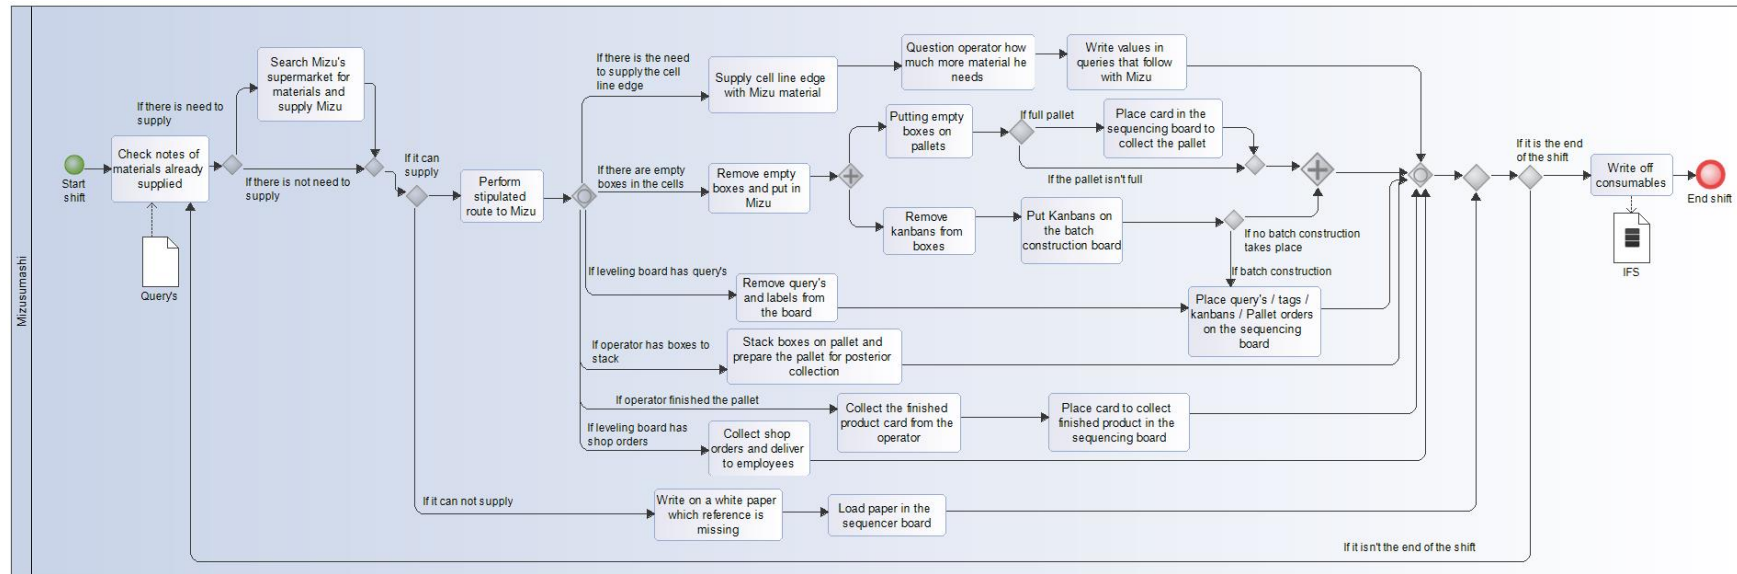 Mizusumashi
Start
shift
Check notes of
materials already
supplied
Query's
If there is need to
supply
If there is not need to
supply
Search Mizu's
supermarket for
materials and
supply Mizu
If it can
supply
Perform
stipulated
route to Mizu
If there is the need
to supply the cell
line edge
Supply cell line edge
with Mizu material
Question operator how
much more material he
needs
Write values in
queries that follow
with Mizu
If there are empty
boxes in the cells
Remove empty
boxes and put in
Mizu
Putting empty
boxes on
pallets
If full pallet
Place card in the
sequencing board to
collect the pallet
If the pallet isn't full
Remove
kanbans from
boxes
Put Kanbans on
the batch
construction board
If no batch construction
takes place
If batch construction
If leveling board has query's
Remove query's
and labels from
the board
Place query's / tags /
kanbans / Pallet orders
on the sequencing
board
If operator has boxes to
stack
Stack boxes on pallet and
prepare the pallet for posterior
collection
If operator finished the pallet
Collect the finished
product card from the
operator
Place card to collect
finished product in the
sequencing board
If leveling board has
shop orders
Collect shop
orders and deliver
to employees
If it can not supply
Write on a white paper
which reference is
missing
Load paper in the
sequencer board
If it is the end
of the shift
Write off
consumables
IFS
End shift
If it isn't the end of the shift